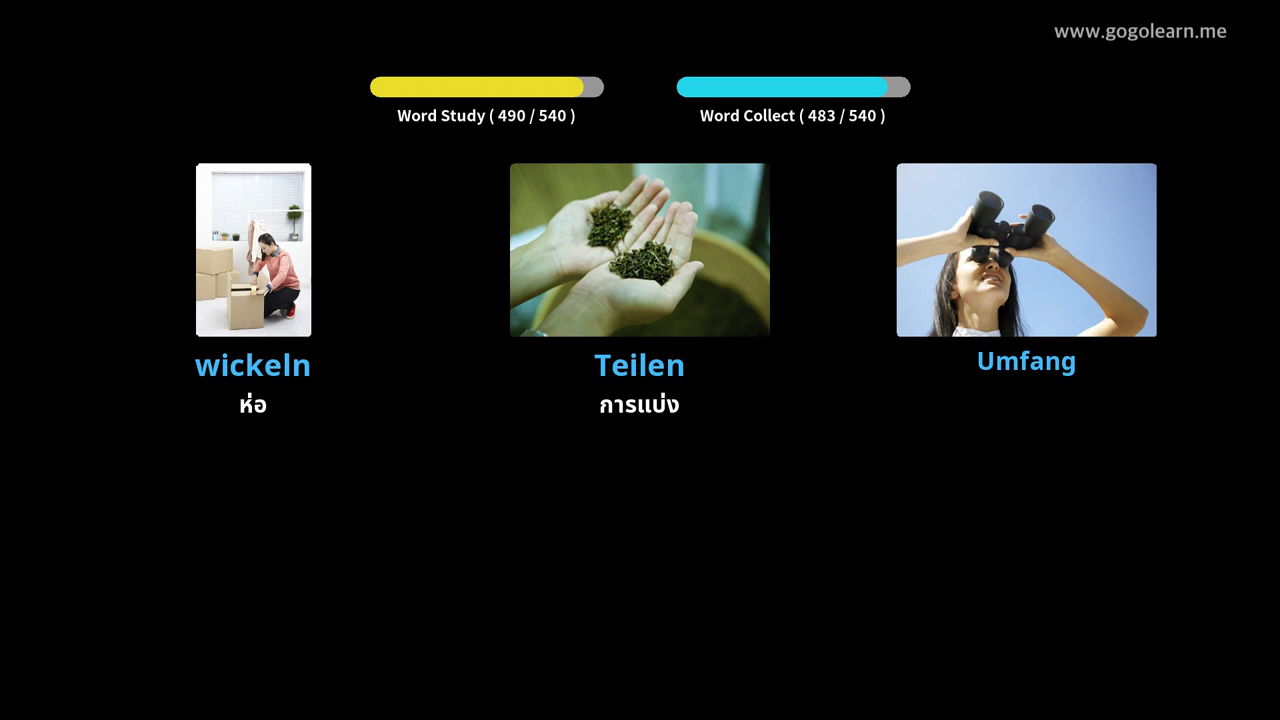 www.gogolearn.me
Word Study ( 490 / 540 )
Word Collect ( 483 / 540 )
wickeln
ห่อ
Teilen
การแบ่ง
Umfang